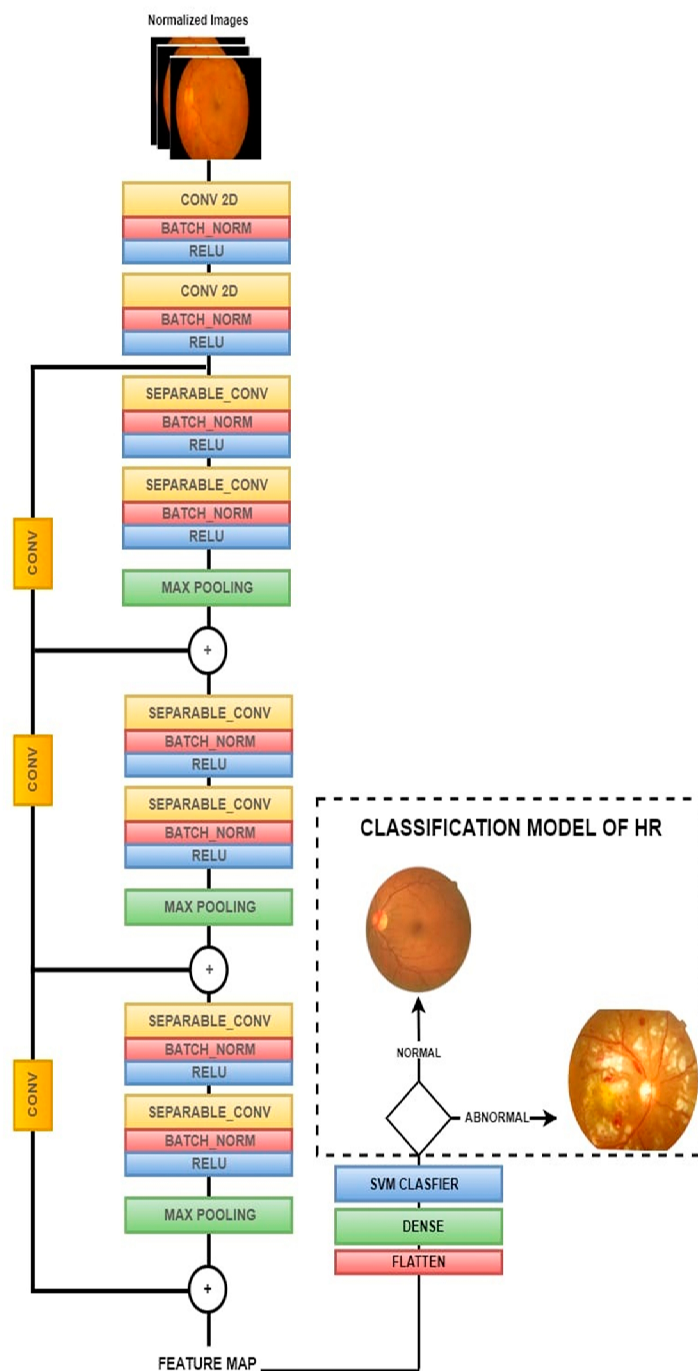 Normalized Images
CONV 2D
BATCH_NORM
RELU
CONV 2D
BATCH_NORM
RELU
SEPARABLE_CONV
BATCH_NORM
RELU
SEPARABLE_CONV
BATCH_NORM
RELU
CONV
MAX POOLING
+
SEPARABLE_CONV
BATCH_NORM
RELU
CONV
SEPARABLE_CONV
BATCH_NORM
RELU
MAX POOLING
+
SEPARABLE_CONV
BATCH_NORM
RELU
CONV
SEPARABLE_CONV
BATCH_NORM
RELU
MAX POOLING
+
FEATURE MAP
CLASSIFICATION MODEL OF HR
NORMAL
ABNORMAL
SVM CLASFIER
DENSE
FLATTEN